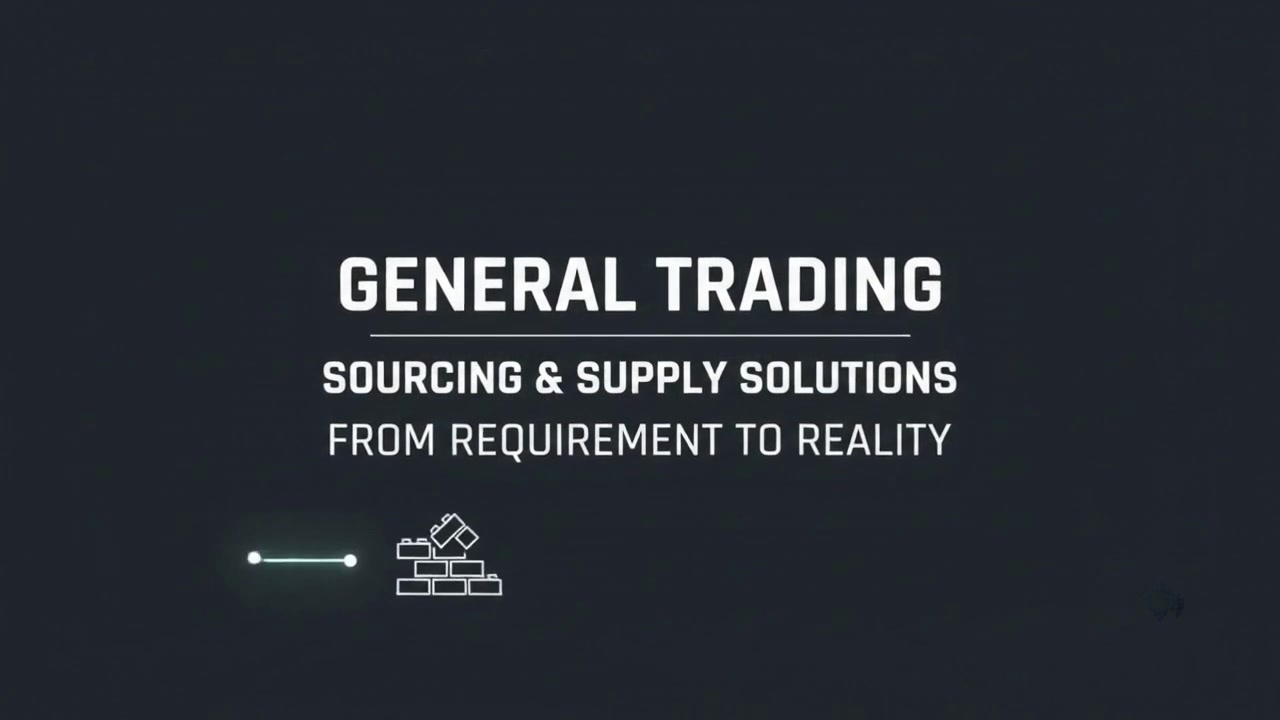 GENERAL TRADING
SOURCING & SUPPLY SOLUTIONS
FROM REQUIREMENT TO REALITY